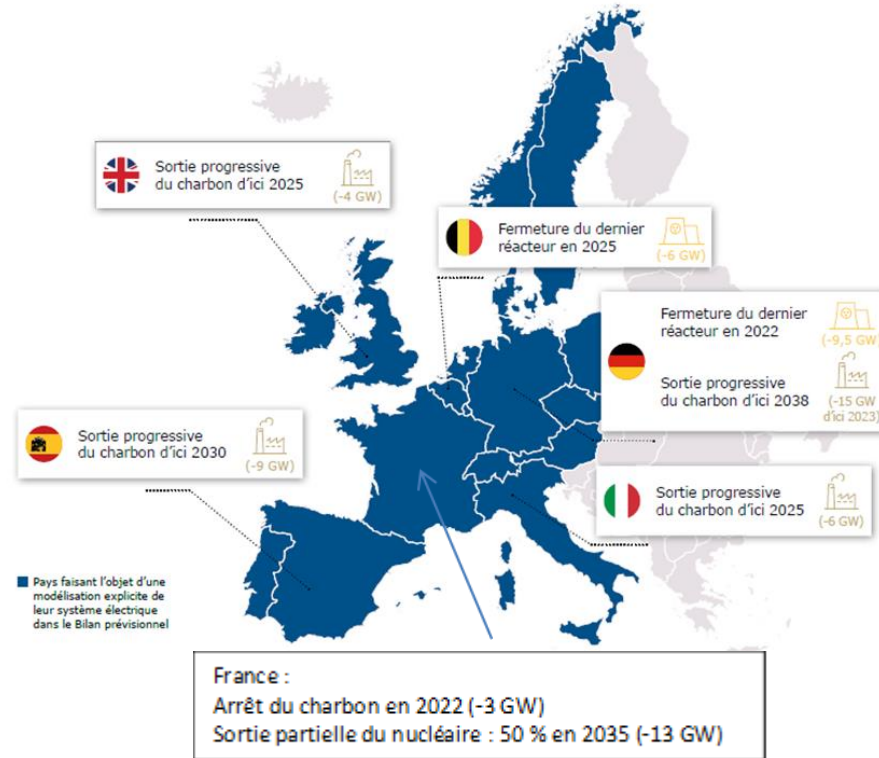 Sortie progressive
du charbon d'ici 2025
(-4 GW)
Fermeture du dernier
réacteur en 2025
(-6 GW)
Fermeture du dernier
réacteur en 2022
(-9,5 GW)
Sortie progressive
du charbon d'ici 2038
(-15 GW
d'ici 2023)
Sortie progressive
du charbon d'ici 2030
(-9 GW)
Sortie progressive
du charbon d'ici 2025
(-6 GW)
Pays faisant l'objet d'une
modélisation explicite de
leur système électrique
dans le Bilan prévisionnel
France :
Arrêt du charbon en 2022 (-3 GW)
Sortie partielle du nucléaire : 50 % en 2035 (-13 GW)